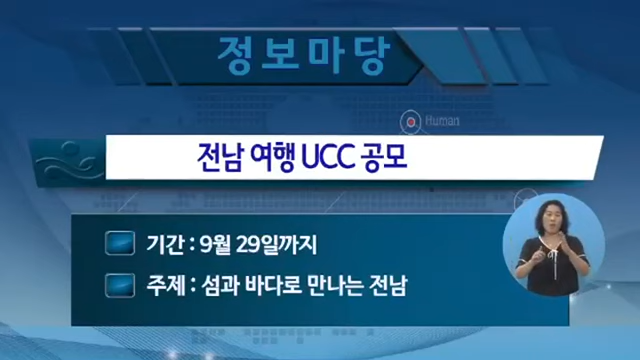 정보마당
Human
전남 여행 UCC 공모
기간 : 9월 29일까지
주제 : 섬과 바다로 만나는 전남